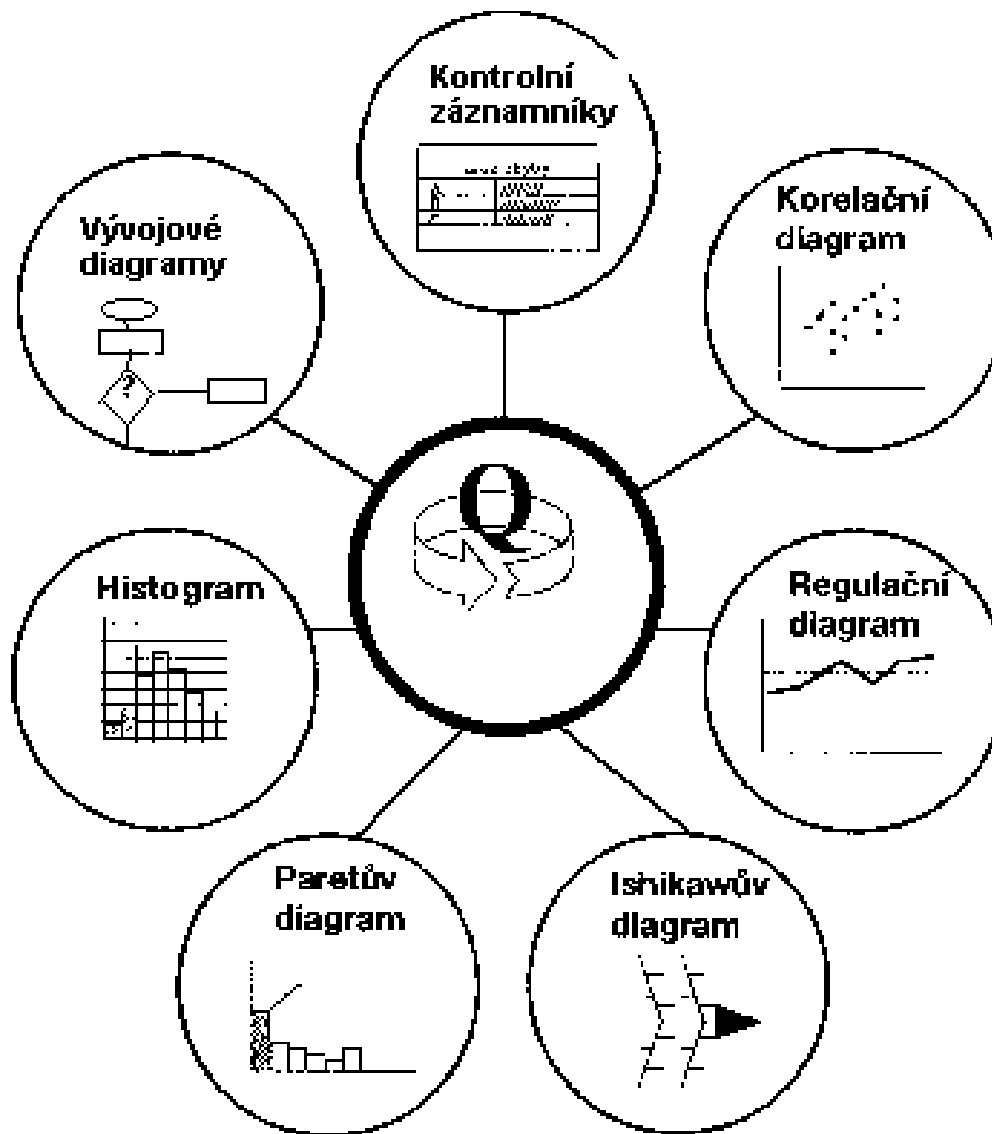 Kontrolní
záznamníky
Korelační
diagram
Vývojové
diagramy
?
Q
Histogram
Regulační
diagram
Paretův
diagram
Ishikawův
diagram